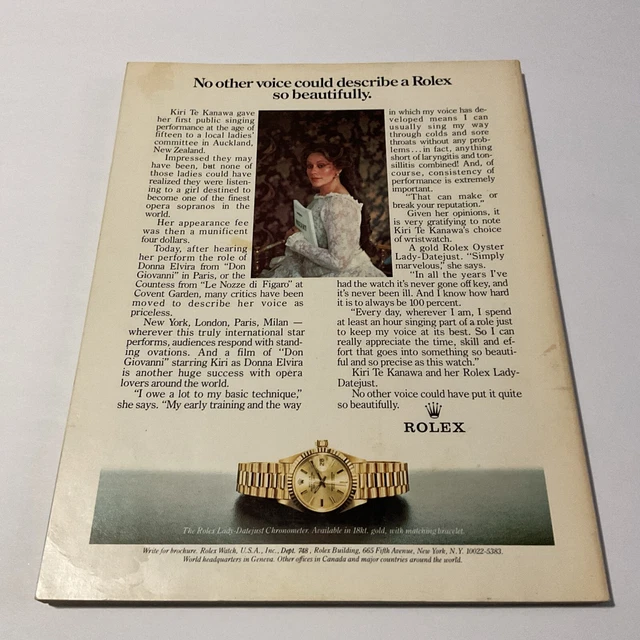 No other voice could describe a Rolex
so beautifully.
Kiri Te Kanawa gave
her first public singing
performance at the age of
fifteen to a local ladies'
committee in Auckland,
New Zealand.
Impressed they may
have been, but none of
those ladies could have
realized they were listen-
ing to a girl destined to
become one of the finest
opera sopranos in the
world.
Her appearance fee
was then a munificent
four dollars.
Today, after hearing
her perform the role of
Donna Elvira from "Don
Giovanni" in Paris, or the
Countess from "Le Nozze di Figaro" at
Covent Garden, many critics have been
moved to describe her voice as
priceless.
New York, London, Paris, Milan —
wherever this truly international star
performs, audiences respond with stand-
ing ovations. And a film of "Don
Giovanni" starring Kiri as Donna Elvira
is another huge success with opera
lovers around the world.
"I owe a lot to my basic technique,"
she says. "My early training and the way
in which my voice has de-
veloped means I can
usually sing my way
through colds and sore
throats without any prob-
lems...in fact, anything
short of laryngitis and ton-
sillitis combined! And, of
course, consistency of
performance is extremely
important.
"That can make or
break your reputation."
Given her opinions, it
is very gratifying to note
Kiri Te Kanawa's choice
of wristwatch.
A gold Rolex Oyster
Lady-Datejust. "Simply
marvelous," she says.
"In all the years I've
had the watch it's never gone off key, and
it's never been ill. And I know how hard
it is to always be 100 percent.
"Every day, wherever I am, I spend
at least an hour singing part of a role just
to keep my voice at its best. So I can
really appreciate the time, skill and ef-
fort that goes into something so beauti-
ful and so precise as this watch."
Kiri Te Kanawa and her Rolex Lady-
Datejust.
No other voice could have put it quite
so beautifully.
ROLEX
The Rolex Lady-Datejust Chronometer. Available in 18kt. gold, with matching bracelet.
Write for brochure. Rolex Watch, U.S.A., Inc., Dept. 748, Rolex Building, 665 Fifth Avenue, New York, N.Y. 10022-5383.
World headquarters in Geneva. Other offices in Canada and major countries around the world.